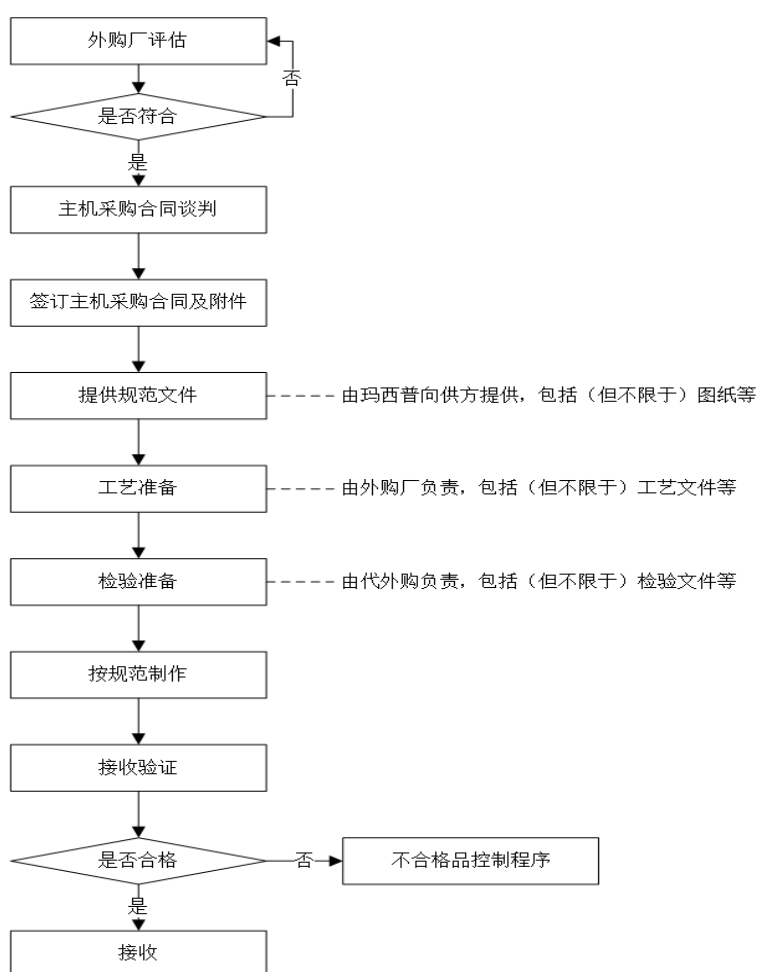 外购厂评估
否
是否符合
是
主机采购合同谈判
签订主机采购合同及附件
提供规范文件
由玛西普向供方提供，包括（但不限于）图纸等
工艺准备
由外购厂负责，包括（但不限于）工艺文件等
检验准备
由代外购负责，包括（但不限于）检验文件等
按规范制作
接收验证
是否合格
否
不合格品控制程序
是
接收